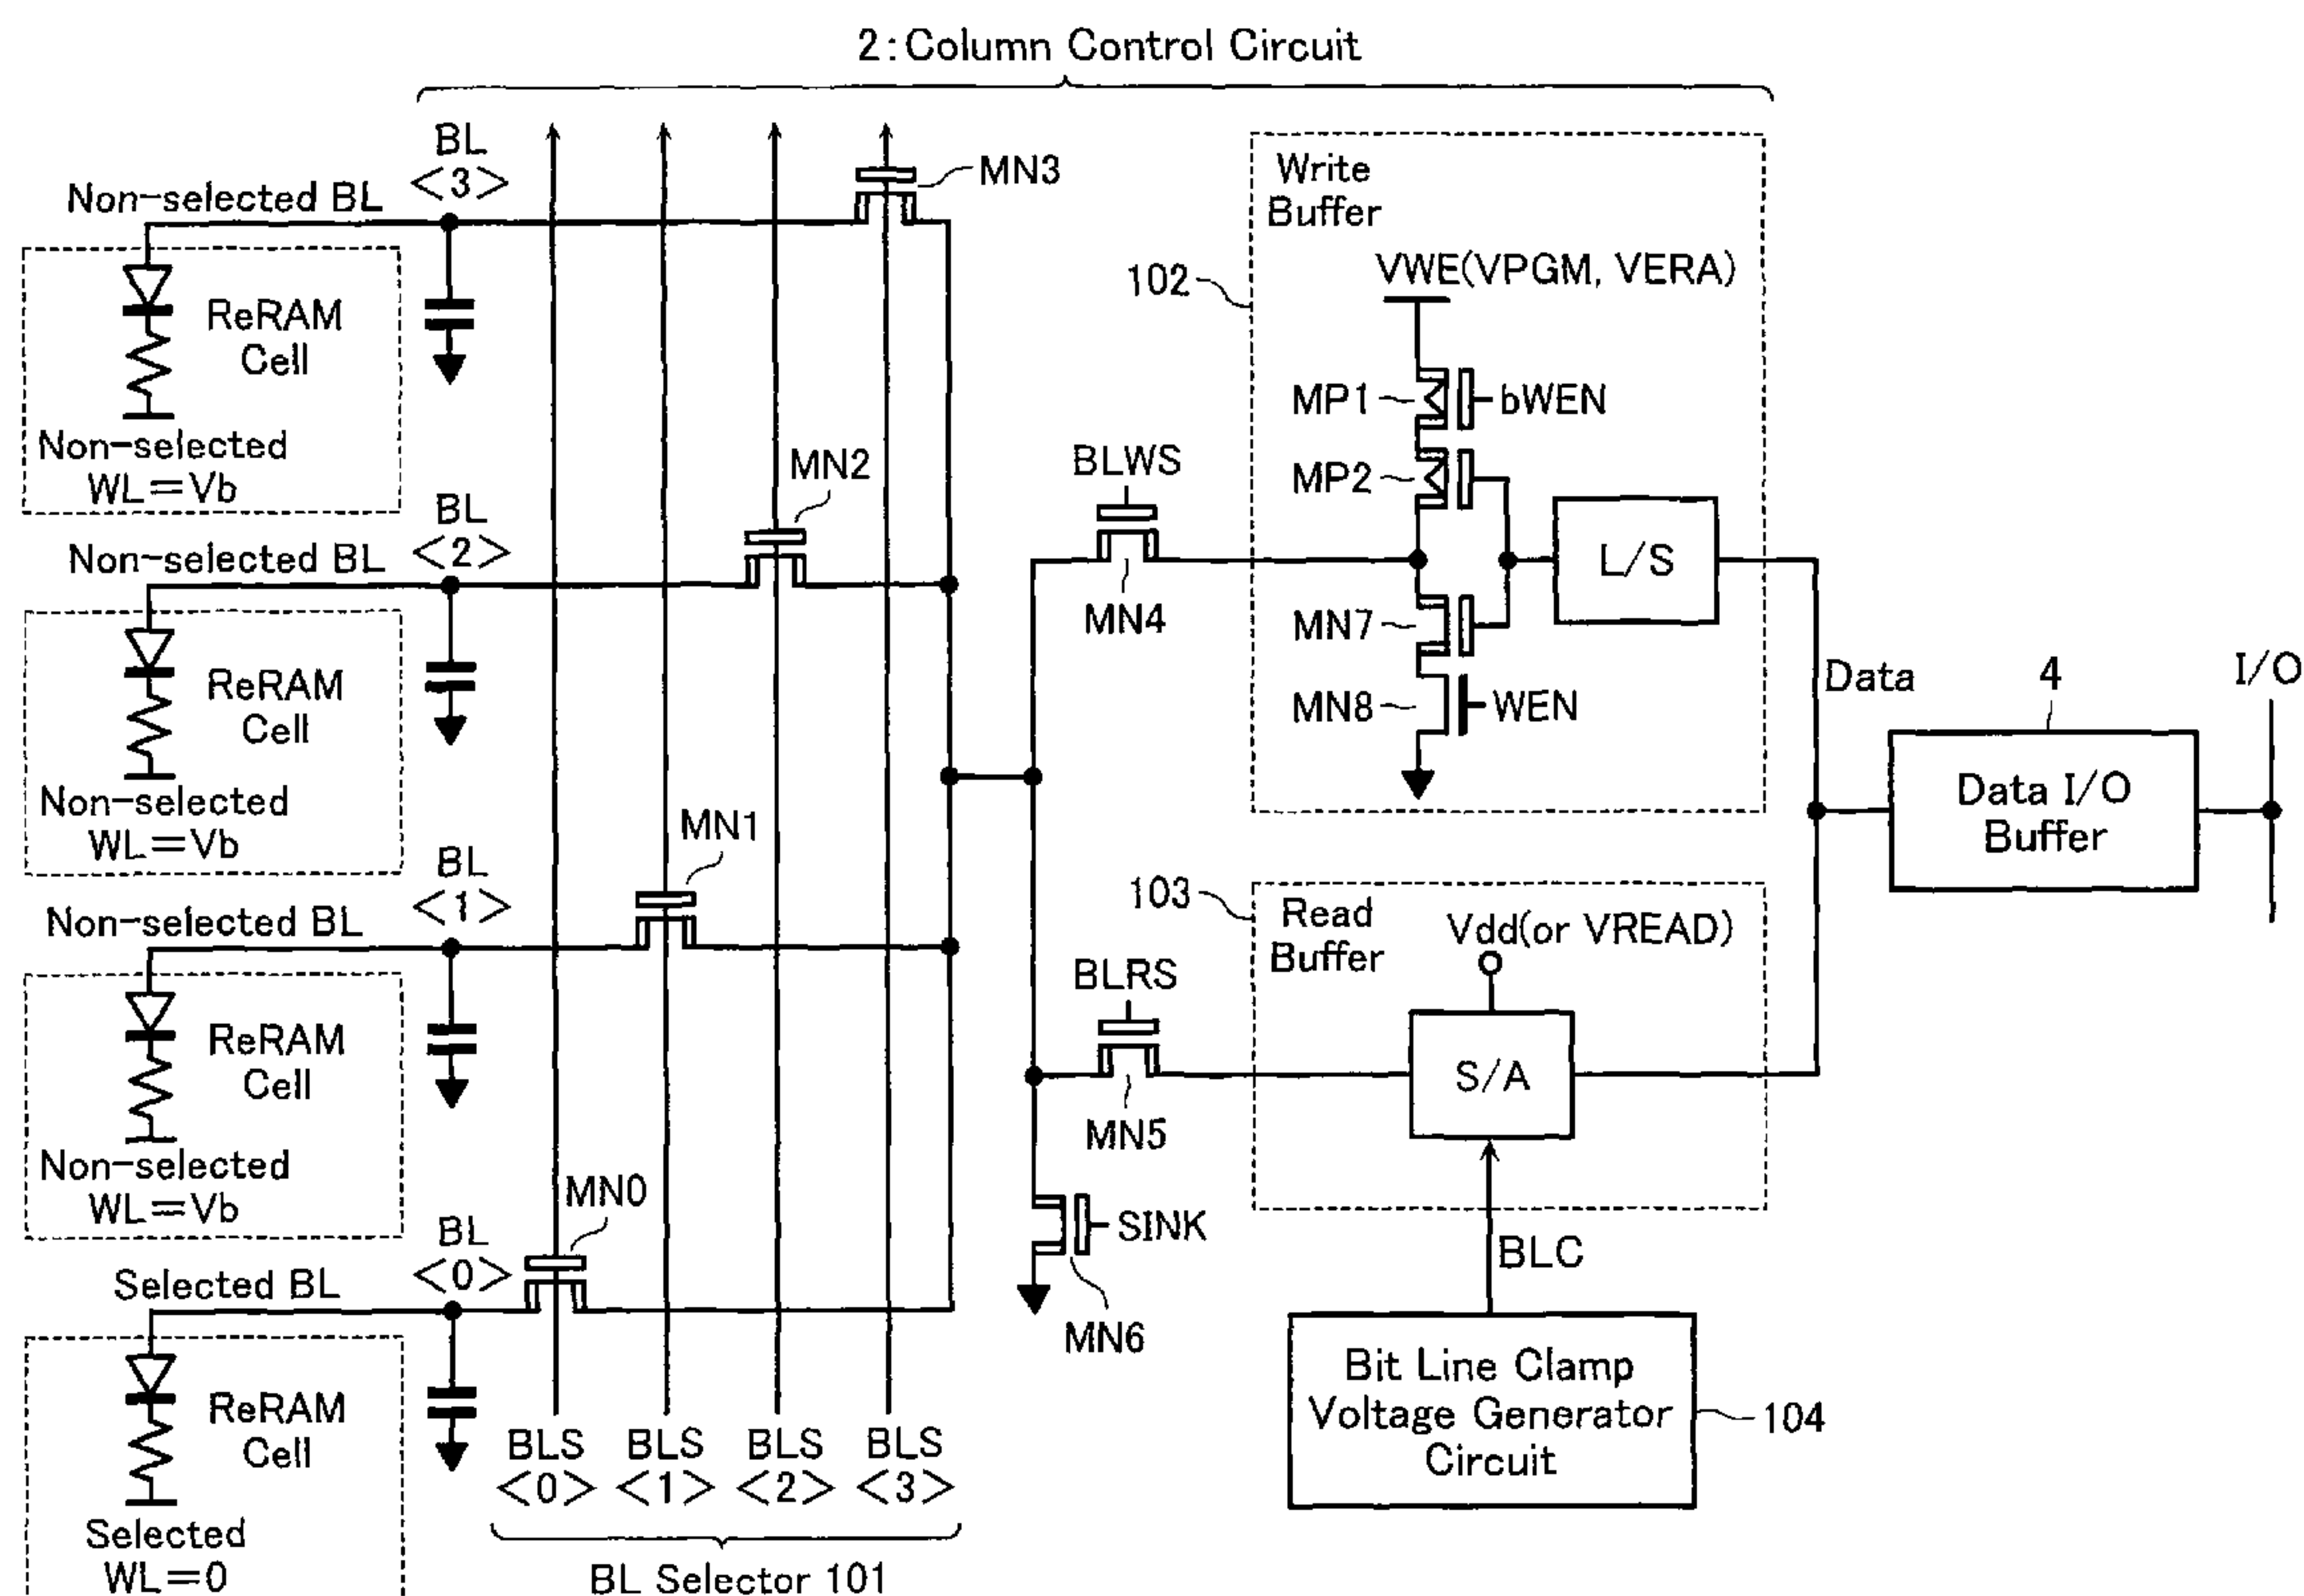 2:Column Control Circuit
BL
<3>
Non-selected BL
MN3
ReRAM
Cell
Non-selected
WL=Vb
BL
<2>
Non-selected BL
MN2
ReRAM
Cell
Non-selected
WL=Vb
BL
<1>
Non-selected BL
MN1
ReRAM
Cell
Non-selected
WL=Vb
BL
<0>
Selected BL
MN0
ReRAM
Cell
Selected
WL=0
BLS
<0>
BLS
<1>
BLS
<2>
BLS
<3>
BL Selector 101
BLWS
MN4
BLRS
MN5
SINK
MN6
Write
Buffer
102
VWE(VPGM, VERA)
MP1
bWEN
MP2
L/S
MN7
MN8
WEN
103
Read
Buffer
Vdd(or VREAD)
S/A
BLC
Bit Line Clamp
Voltage Generator
Circuit
104
Data
4
Data I/O
Buffer
I/O